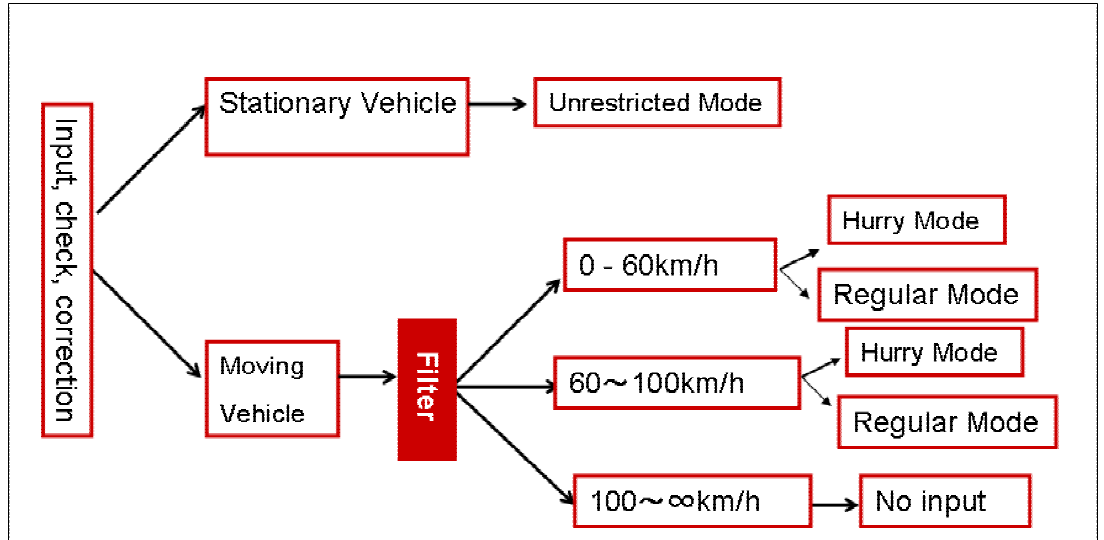 Input, check, correction
Stationary Vehicle
Unrestricted Mode
Moving
Vehicle
Filter
0 - 60km/h
Hurry Mode
Regular Mode
60～100km/h
Hurry Mode
Regular Mode
100～∞km/h
No input